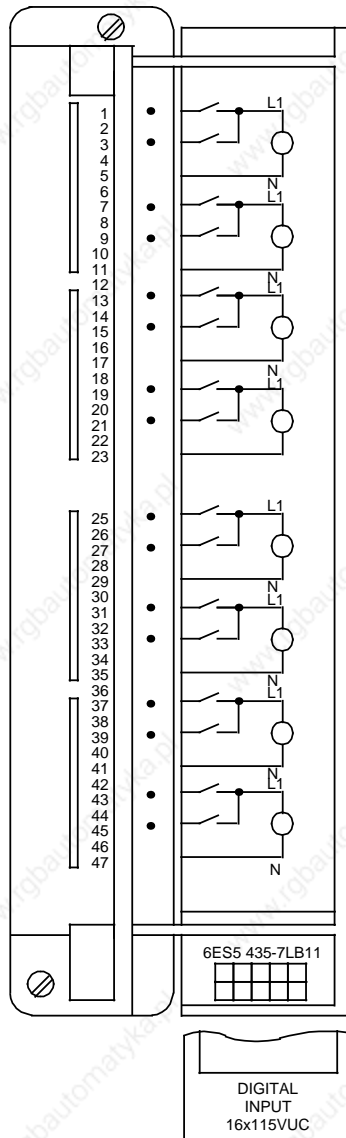 1
2
3
4
5
6
7
8
9
10
11
12
13
14
15
16
17
18
19
20
21
22
23
25
26
27
28
29
30
31
32
33
34
35
36
37
38
39
40
41
42
43
44
45
46
47
L1
N
L1
N
L1
N
L1
L1
N
L1
N
L1
N
L1
N
6ES5 435-7LB11
DIGITAL
INPUT
16x115VUC
www.rgbautomatyka.pl